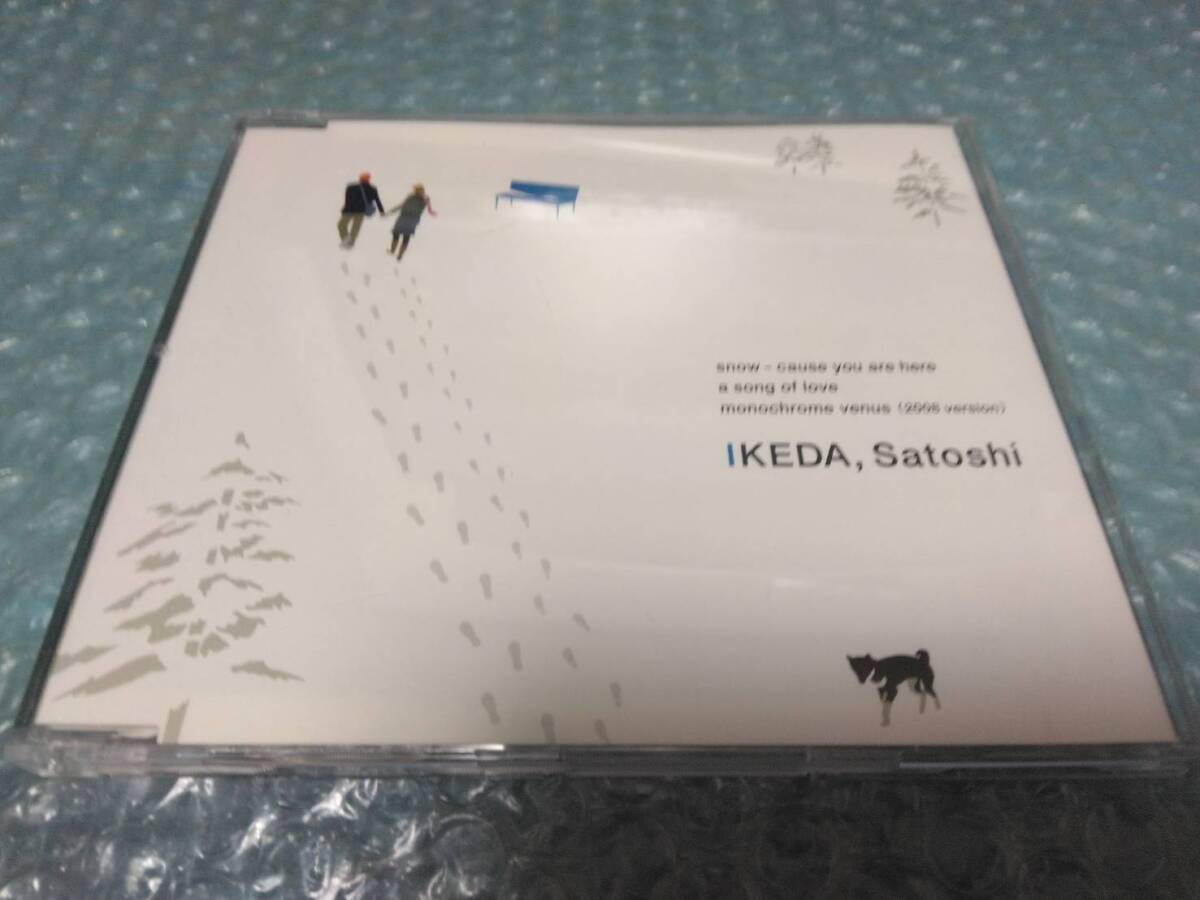 snow - cause you are here
a song of love
monochrome venus (2006 version)
IKEDA, Satoshi